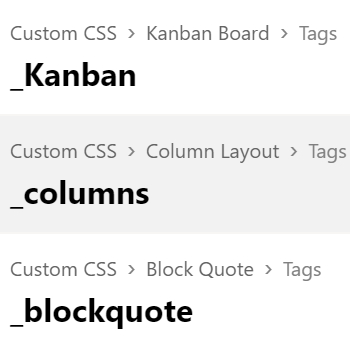 Custom CSS > Kanban Board > Tags
_Kanban
Custom CSS > Column Layout > Tags
_columns
Custom CSS > Block Quote > Tags
_blockquote